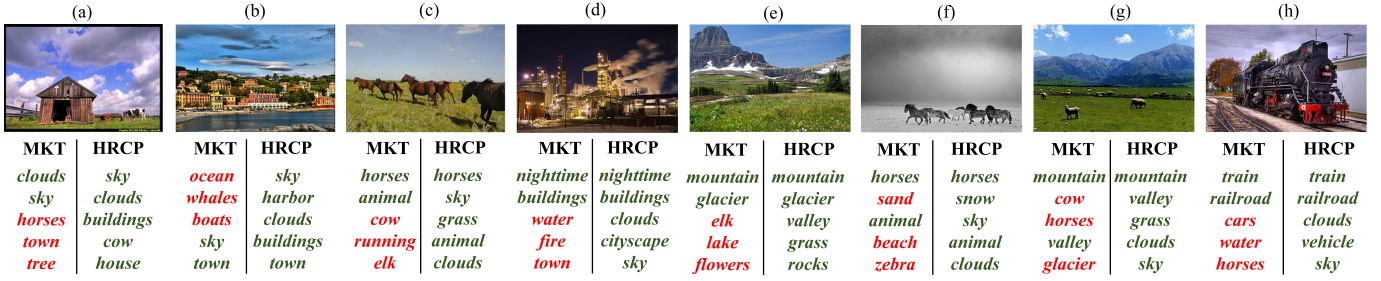 (a) (b) (c) (d) (e) (f) (g) (h)
MKT HRCP MKT HRCP MKT HRCP MKT HRCP MKT HRCP MKT HRCP MKT HRCP MKT HRCP
clouds sky ocean sky horses horses nighttime nighttime mountain mountain horses horses mountain mountain train train
sky clouds whales harbor animal sky buildings buildings glacier glacier sand snow cow valley railroad railroad
horses buildings boats clouds cow grass water clouds elk valley animal sky horses grass cars clouds
town cow sky buildings running animal fire cityscape lake grass beach animal valley clouds water vehicle
tree house town town elk clouds town sky flowers rocks zebra clouds glacier sky horses sky